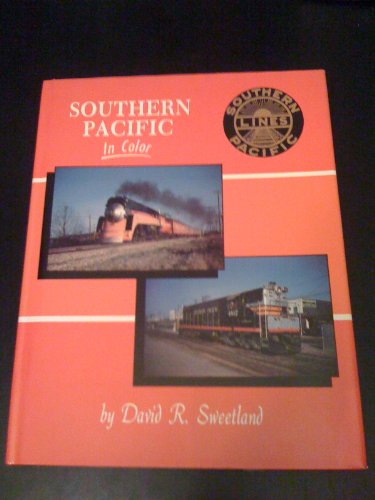 SOUTHERN
PACIFIC
In Color
SOUTHERN
LINES
PACIFIC
by David R. Sweetland